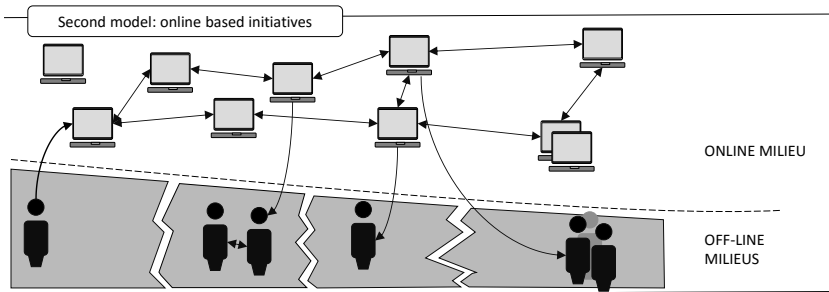 Second model: online based initiatives
ONLINE MILIEU
OFF-LINE
MILIEUS